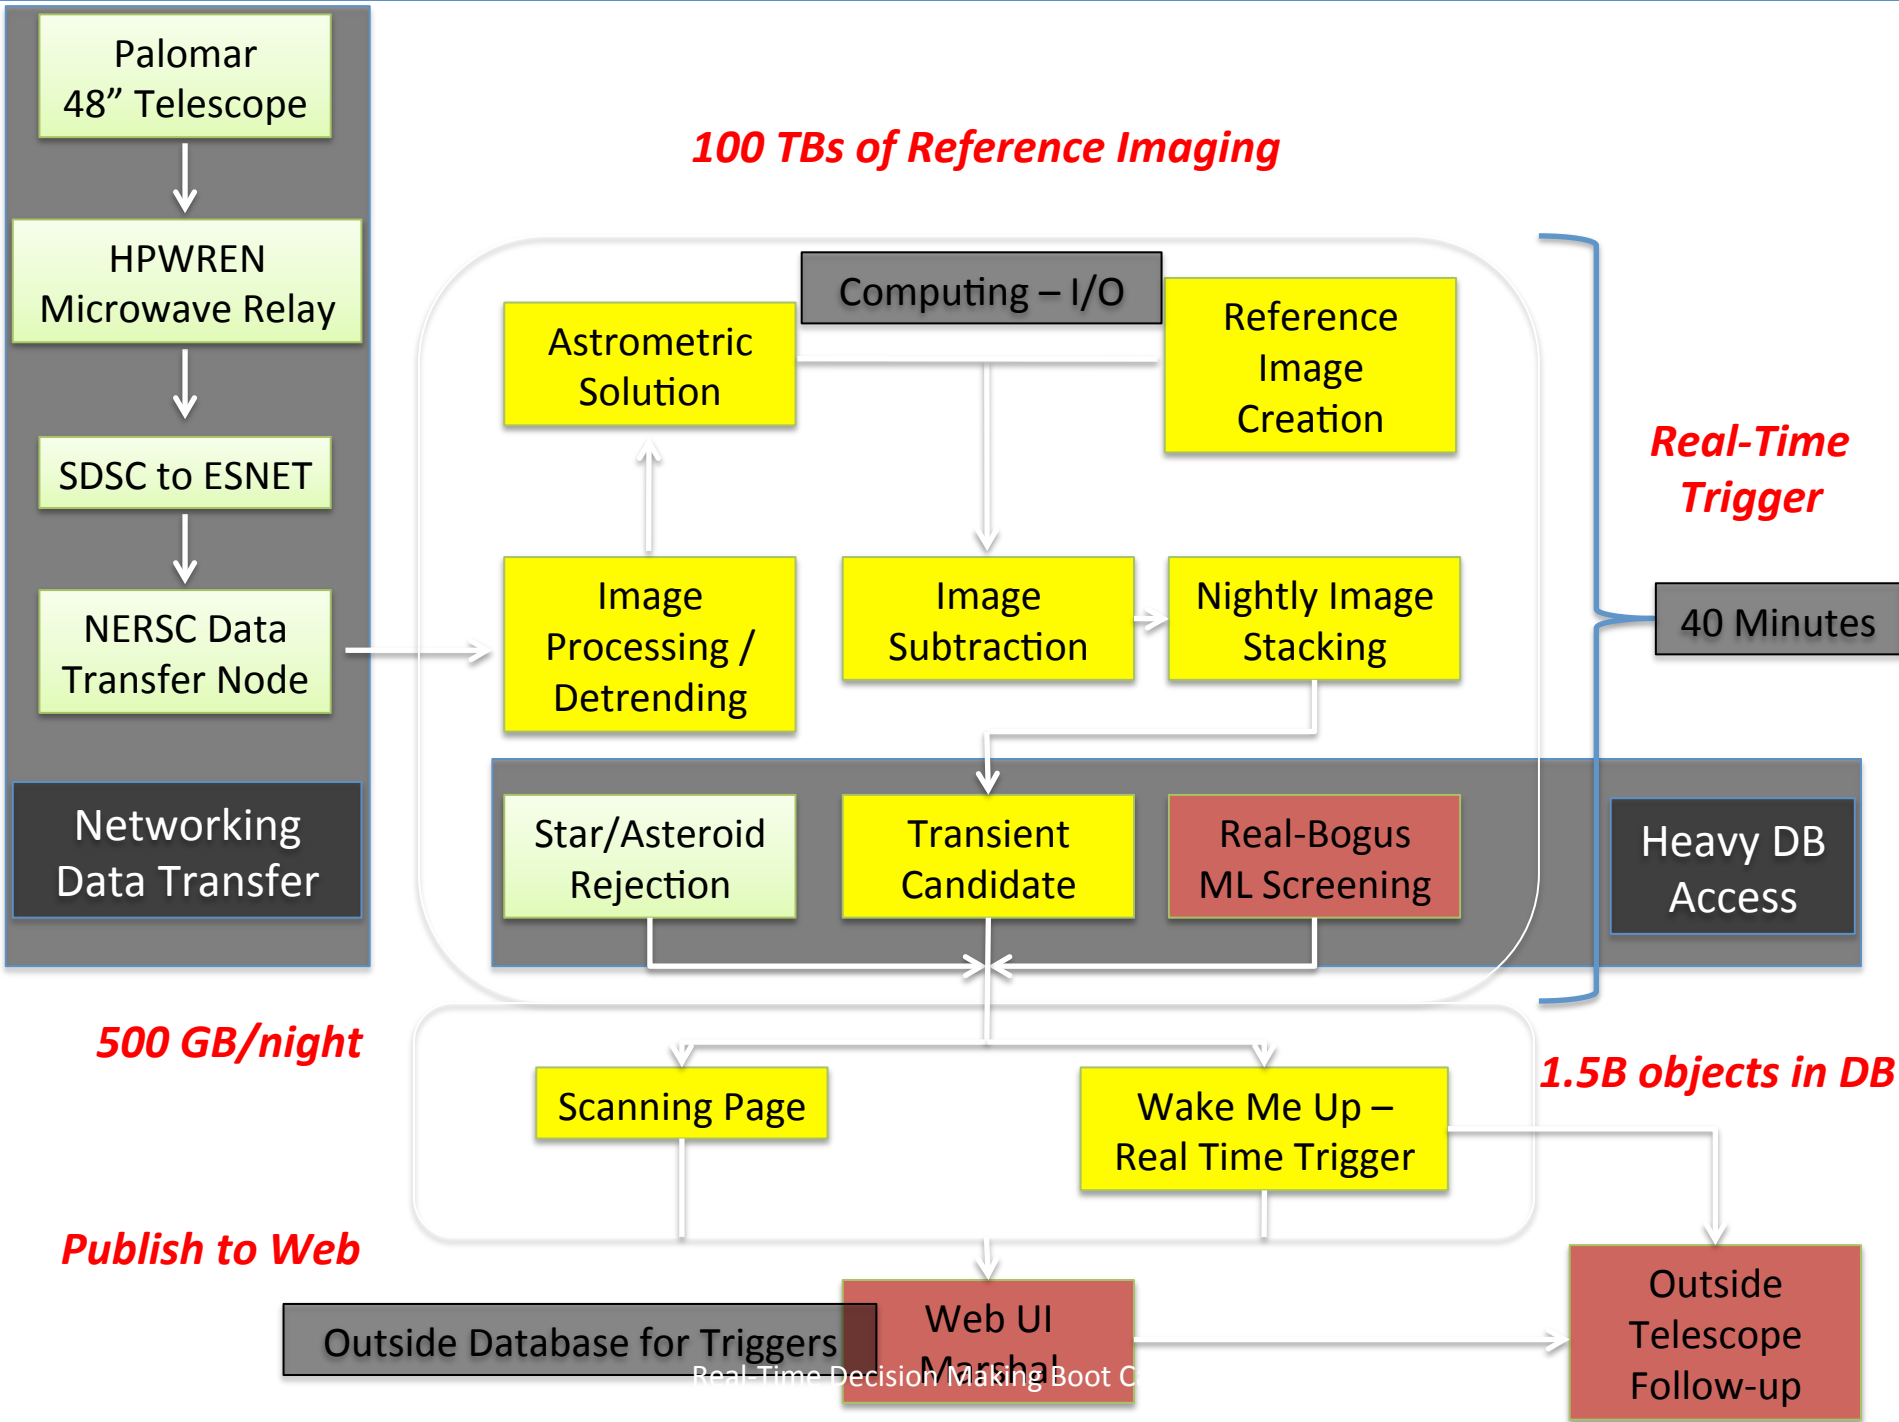 Palomar
48” Telescope
HPWREN
Microwave Relay
SDSC to ESNET
NERSC Data
Transfer Node
Networking
Data Transfer
500 GB/night
Publish to Web
100 TBs of Reference Imaging
Computing – I/O
Astrometric
Solution
Reference
Image
Creation
Image
Processing /
Detrending
Image
Subtraction
Nightly Image
Stacking
Star/Asteroid
Rejection
Transient
Candidate
Real-Bogus
ML Screening
Heavy DB
Access
Real-Time
Trigger
40 Minutes
1.5B objects in DB
Scanning Page
Wake Me Up –
Real Time Trigger
Outside Database for Triggers
Web UI
Marshal
Outside
Telescope
Follow-up
Real-Time Decision Making Boot